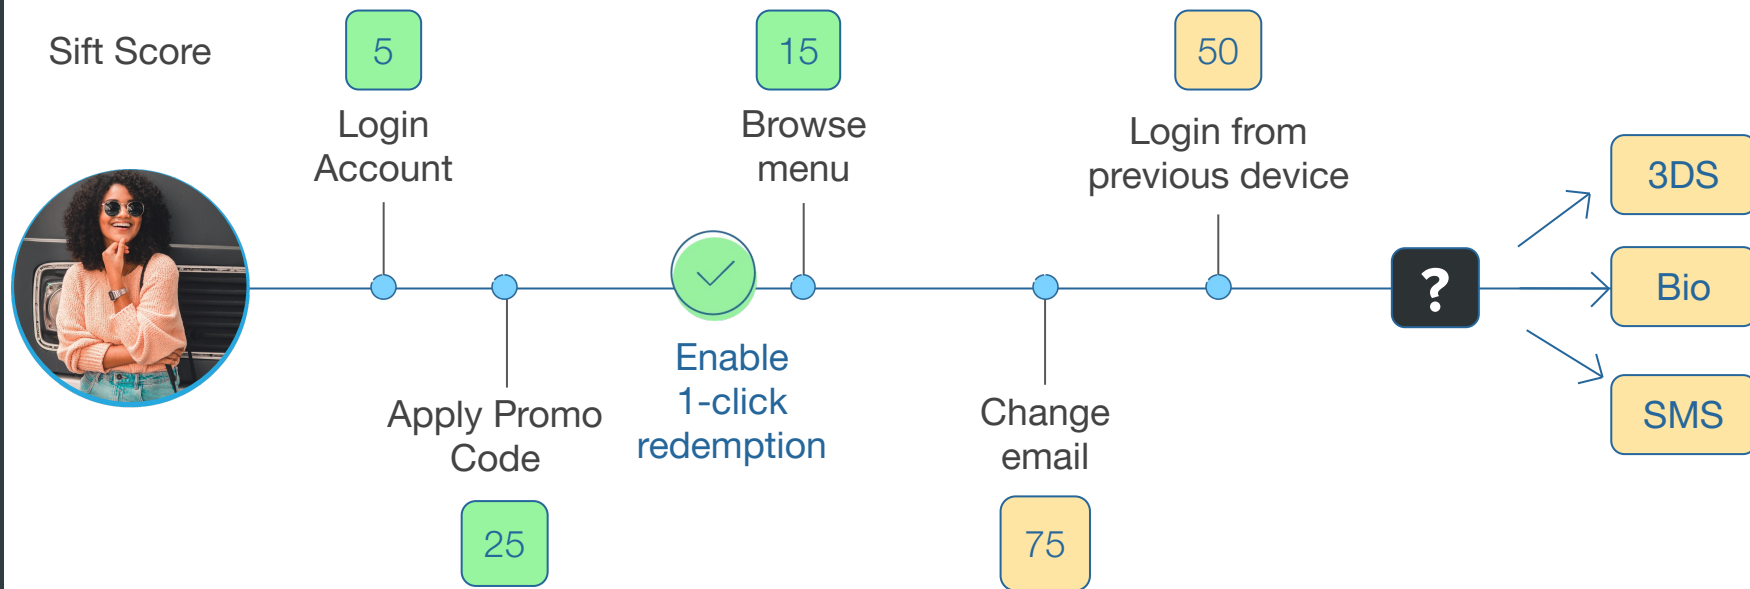 Sift Score
5
Login
Account
Apply Promo
Code
25
Enable
1-click
redemption
15
Browse
menu
Change
email
75
50
Login from
previous device
?
3DS
Bio
SMS